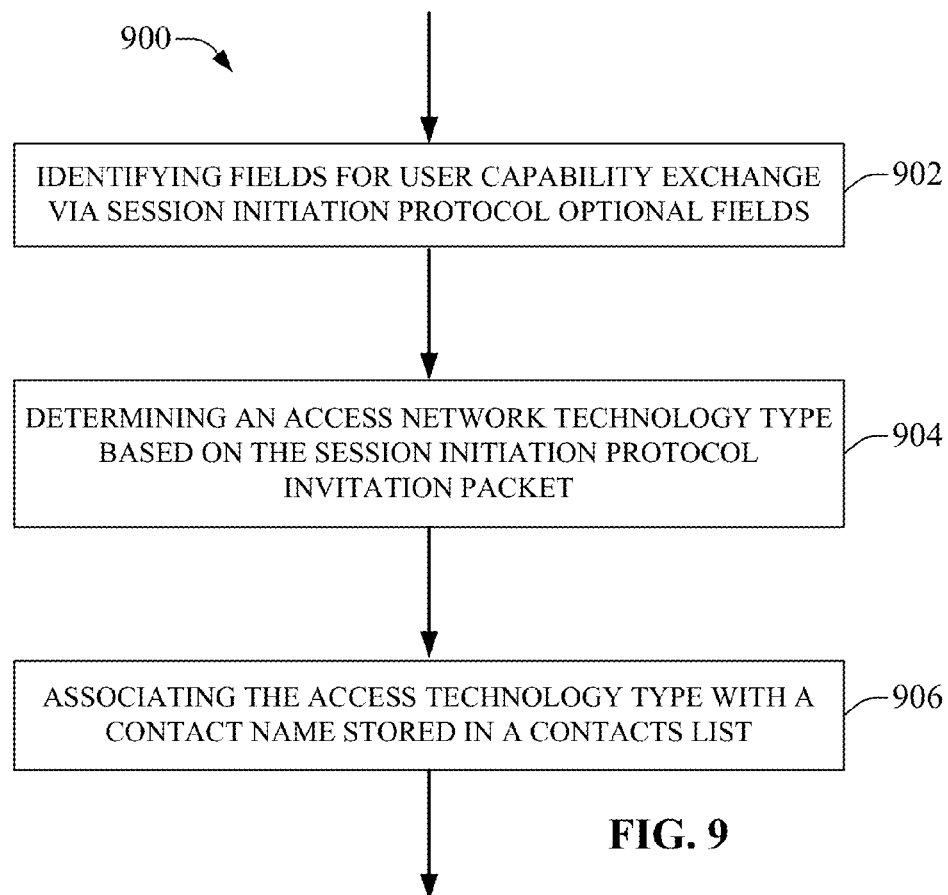 900
IDENTIFYING FIELDS FOR USER CAPABILITY EXCHANGE
VIA SESSION INITIATION PROTOCOL OPTIONAL FIELDS
902
DETERMINING AN ACCESS NETWORK TECHNOLOGY TYPE
BASED ON THE SESSION INITIATION PROTOCOL
INVITATION PACKET
904
ASSOCIATING THE ACCESS TECHNOLOGY TYPE WITH A
CONTACT NAME STORED IN A CONTACTS LIST
906
FIG. 9